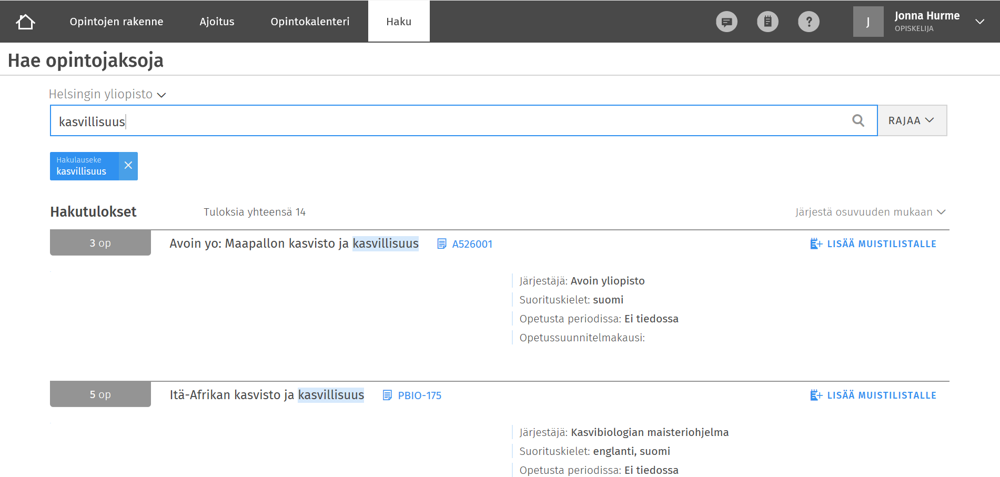 Opintojen rakenne Ajoitus Opintokalenteri Haku ? J Jonna Hurme
OPISKELIJA
Hae opintojaksoja
Helsingin yliopisto
kasvillisuus RAJAA
Hakulauseke
kasvillisuus
Hakutulokset Tuloksia yhteensä 14 Järjestä osuvuuden mukaan
3 op Avoin yo: Maapallon kasvisto ja kasvillisuus A526001 LISÄÄ MUISTILISTALLE
Järjestäjä: Avoin yliopisto
Suorituskielet: suomi
Opetusta periodissa: Ei tiedossa
Opetussuunnitelmakausi:
5 op Itä-Afrikan kasvisto ja kasvillisuus PBIO-175 LISÄÄ MUISTILISTALLE
Järjestäjä: Kasvibiologian maisteriohjelma
Suorituskielet: englanti, suomi
Opetusta periodissa: Ei tiedossa